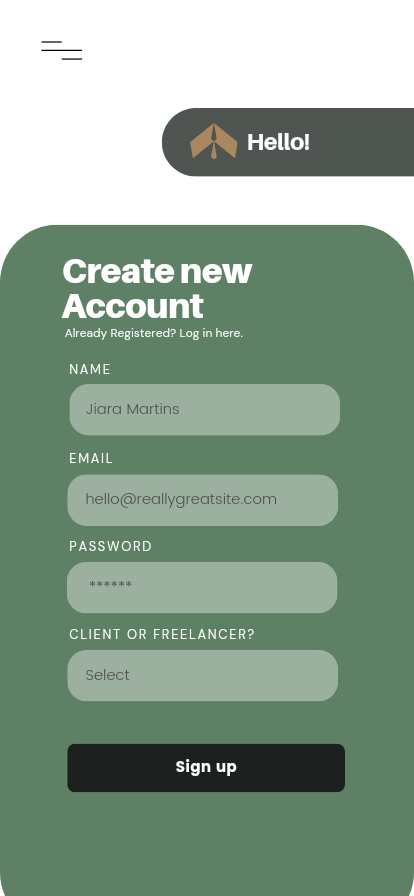 Hello!
Create new
Account
Already Registered? Log in here.
NAME
Jiara Martins
EMAIL
hello@reallygreatsite.com
PASSWORD
******
CLIENT OR FREELANCER?
Select
Sign up